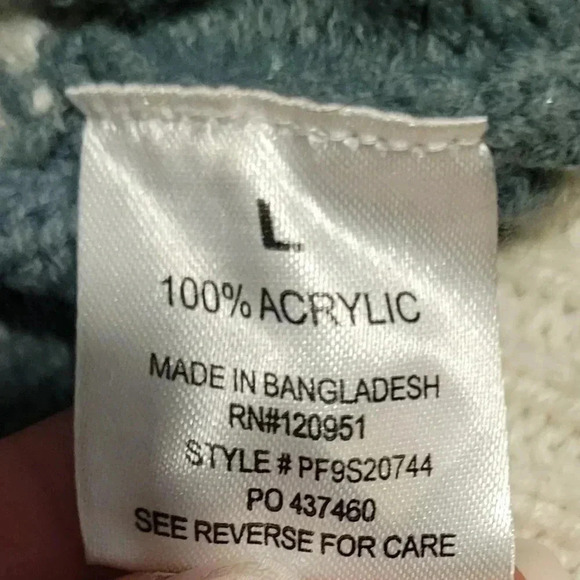 L
100% ACRYLIC
MADE IN BANGLADESH
RN#120951
STYLE # PF9S20744
PO 437460
SEE REVERSE FOR CARE